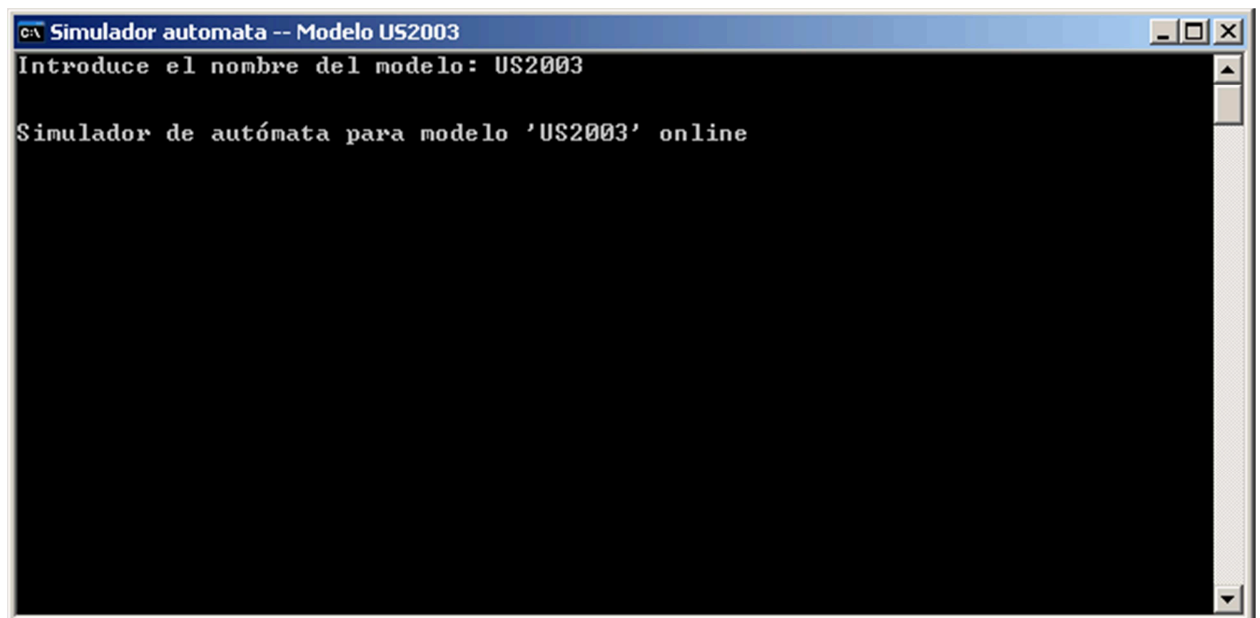 Simulador automata -- Modelo US2003
Introduce el nombre del modelo: US2003
Simulador de autómata para modelo 'US2003' online